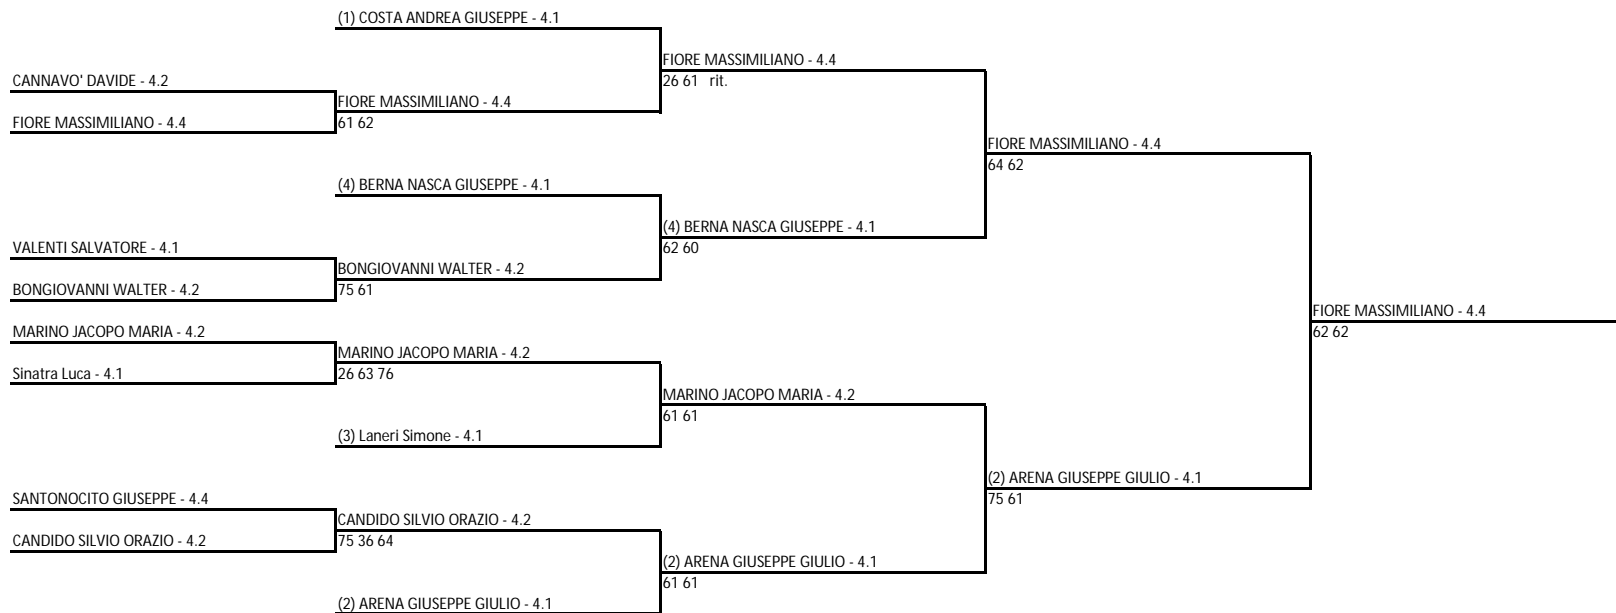 (1) COSTA ANDREA GIUSEPPE - 4.1
FIORE MASSIMILIANO - 4.4
CANNAVO' DAVIDE - 4.2
26 61 rit.
FIORE MASSIMILIANO - 4.4
FIORE MASSIMILIANO - 4.4
61 62
FIORE MASSIMILIANO - 4.4
64 62
(4) BERNA NASCA GIUSEPPE - 4.1
(4) BERNA NASCA GIUSEPPE - 4.1
VALENTI SALVATORE - 4.1
62 60
BONGIOVANNI WALTER - 4.2
BONGIOVANNI WALTER - 4.2
75 61
FIORE MASSIMILIANO - 4.4
MARINO JACOPO MARIA - 4.2
62 62
MARINO JACOPO MARIA - 4.2
Sinatra Luca - 4.1
26 63 76
MARINO JACOPO MARIA - 4.2
61 61
(3) Laneri Simone - 4.1
(2) ARENA GIUSEPPE GIULIO - 4.1
SANTONOCITO GIUSEPPE - 4.4
75 61
CANDIDO SILVIO ORAZIO - 4.2
CANDIDO SILVIO ORAZIO - 4.2
75 36 64
(2) ARENA GIUSEPPE GIULIO - 4.1
61 61
(2) ARENA GIUSEPPE GIULIO - 4.1